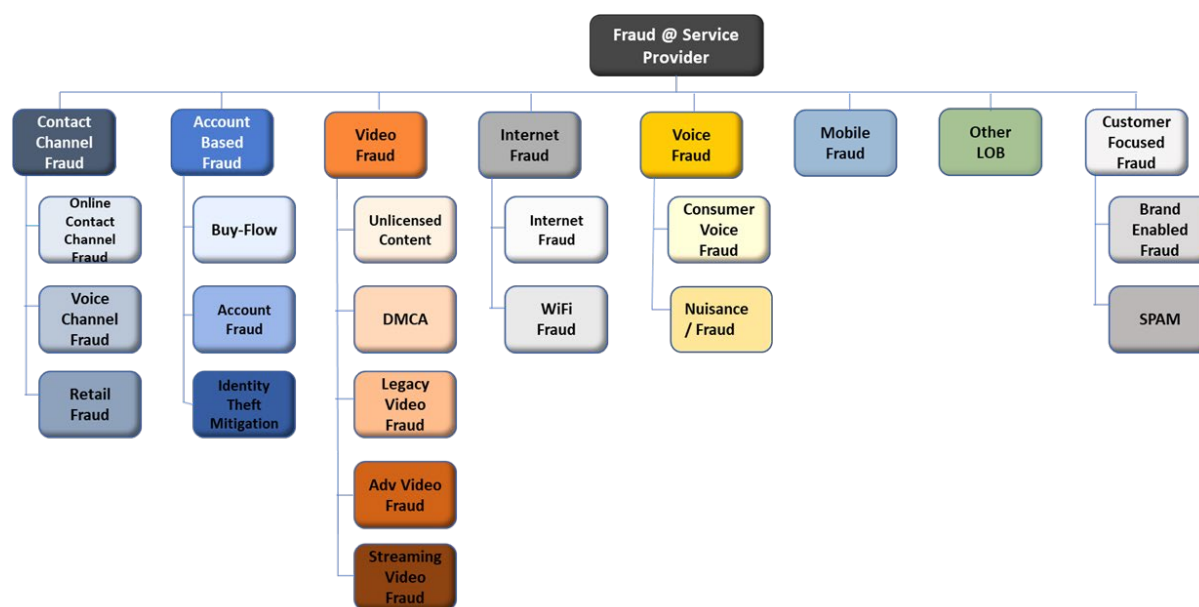 Fraud @ Service
Provider
Contact
Channel
Fraud
Account
Based
Fraud
Video
Fraud
Internet
Fraud
Voice
Fraud
Mobile
Fraud
Other
LOB
Customer
Focused
Fraud
Online
Contact
Channel
Fraud
Voice
Channel
Fraud
Retail
Fraud
Buy-Flow
Account
Fraud
Identity
Theft
Mitigation
Unlicensed
Content
DMCA
Legacy
Video
Fraud
Adv Video
Fraud
Streaming
Video
Fraud
Internet
Fraud
WiFi
Fraud
Consumer
Voice
Fraud
Nuisance
/ Fraud
Brand
Enabled
Fraud
SPAM